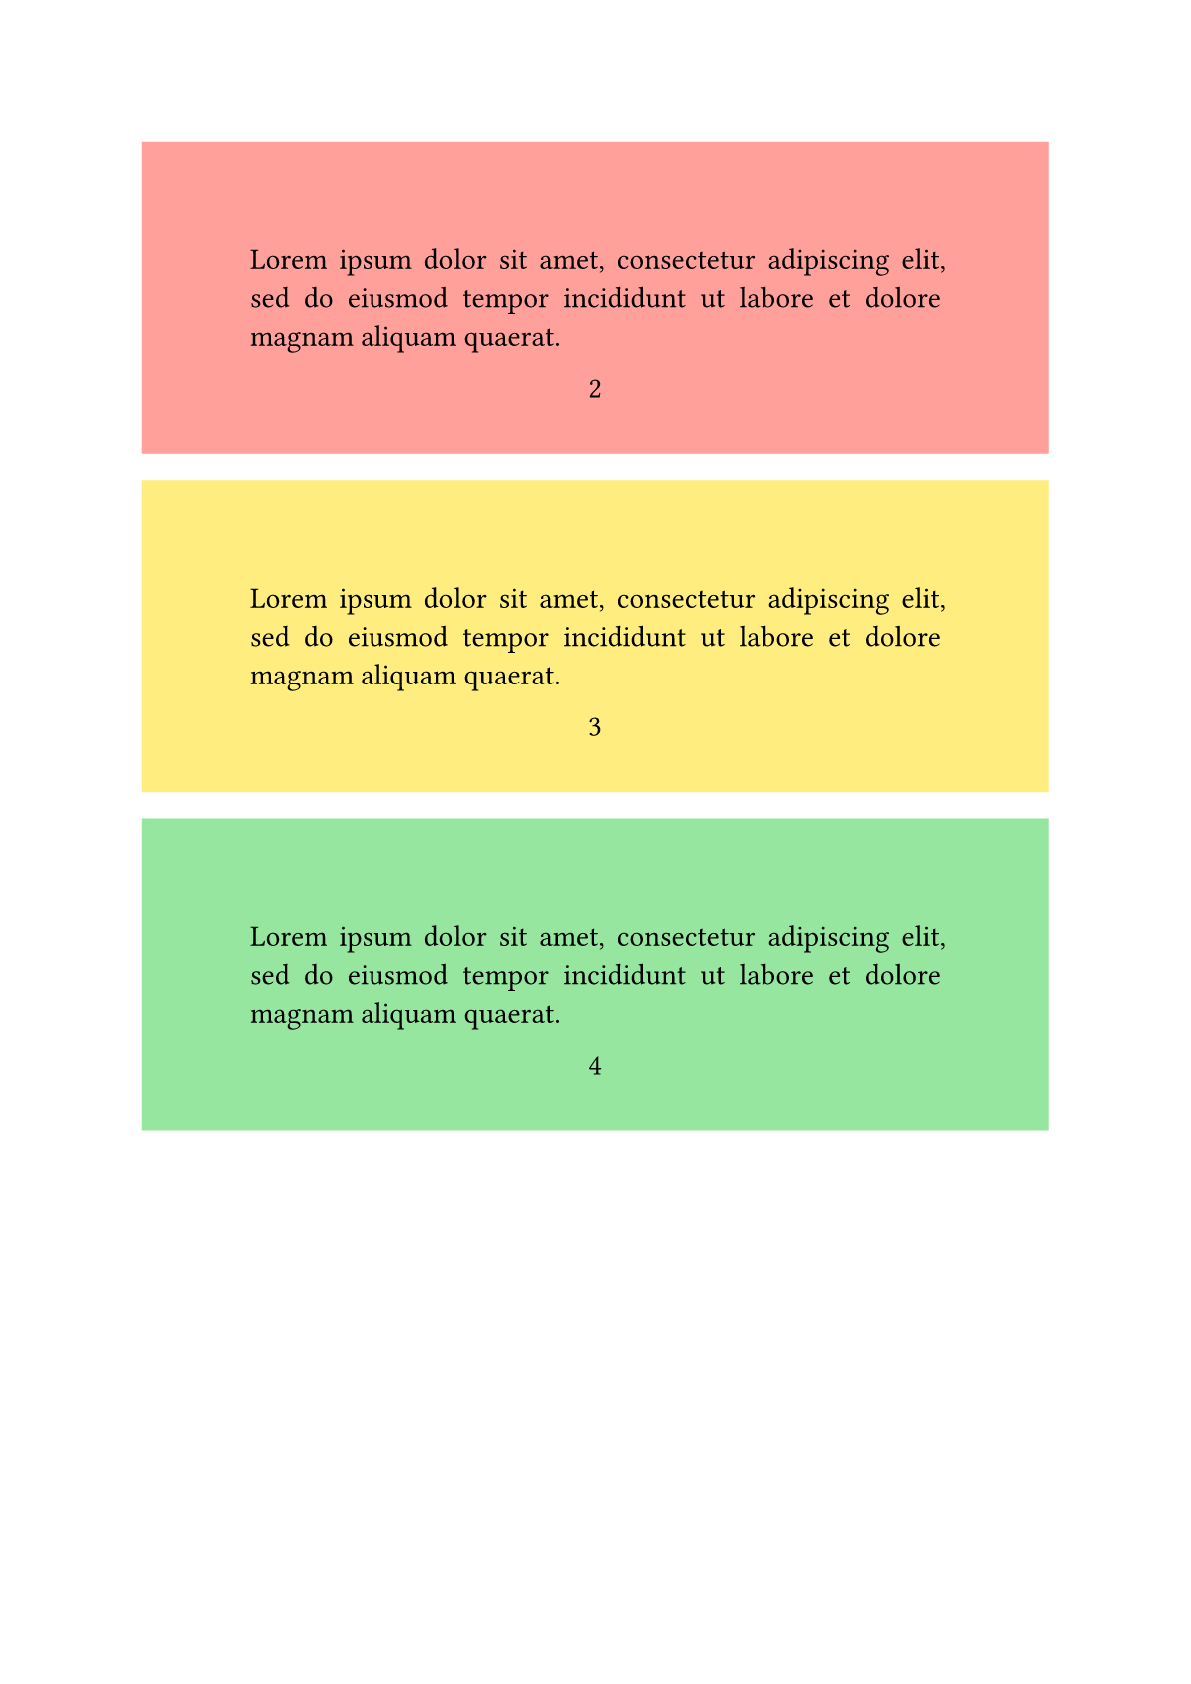 Lorem ipsum dolor sit amet, consectetur adipiscing elit,
sed do eiusmod tempor incididunt ut labore et dolore
magnam aliquam quaerat.
2
Lorem ipsum dolor sit amet, consectetur adipiscing elit,
sed do eiusmod tempor incididunt ut labore et dolore
magnam aliquam quaerat.
3
Lorem ipsum dolor sit amet, consectetur adipiscing elit,
sed do eiusmod tempor incididunt ut labore et dolore
magnam aliquam quaerat.
4